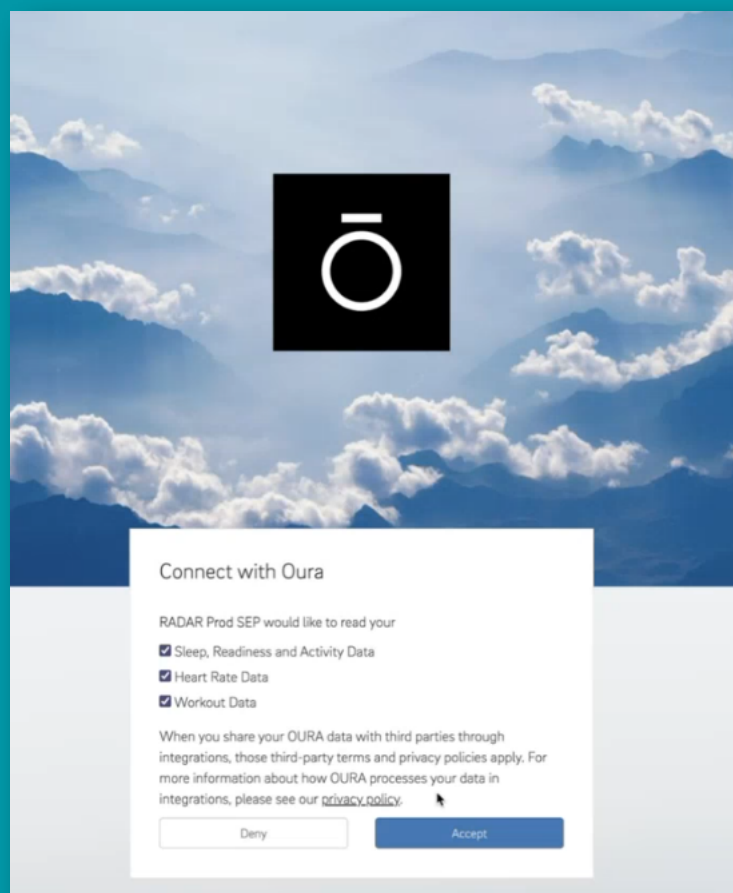 Connect with Oura
RADAR Prod SEP would like to read your
Sleep, Readiness and Activity Data
Heart Rate Data
Workout Data
When you share your OURA data with third parties through
integrations, those third-party terms and privacy policies apply. For
more information about how OURA processes your data in
integrations, please see our privacy policy.
Deny
Accept